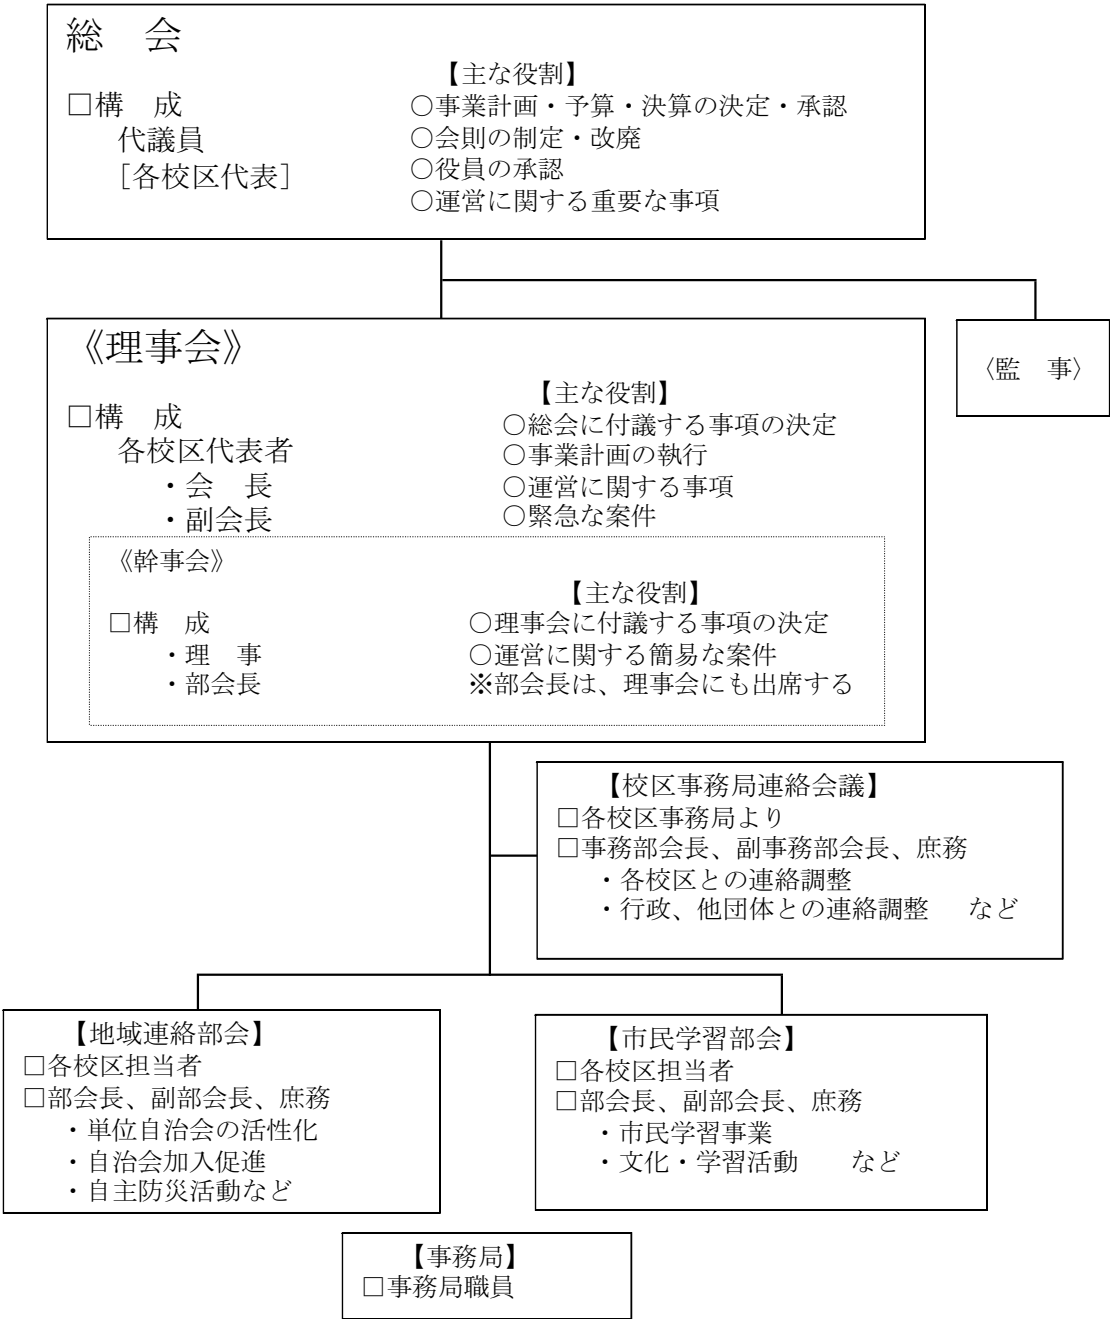 総　会
□構　成
代議員
［各校区代表］
【主な役割】
○事業計画・予算・決算の決定・承認
○会則の制定・改廃
○役員の承認
○運営に関する重要な事項
《理事会》
□構　成
各校区代表者
・会　長
・副会長
【主な役割】
○総会に付議する事項の決定
○事業計画の執行
○運営に関する事項
○緊急な案件
〈監　事〉
《幹事会》
□構　成
・理　事
・部会長
【主な役割】
○理事会に付議する事項の決定
○運営に関する簡易な案件
※部会長は、理事会にも出席する
【校区事務局連絡会議】
□各校区事務局より
□事務部会長、副事務部会長、庶務
・各校区との連絡調整
・行政、他団体との連絡調整　など
【地域連絡部会】
□各校区担当者
□部会長、副部会長、庶務
・単位自治会の活性化
・自治会加入促進
・自主防災活動など
【市民学習部会】
□各校区担当者
□部会長、副部会長、庶務
・市民学習事業
・文化・学習活動　　など
【事務局】
□事務局職員